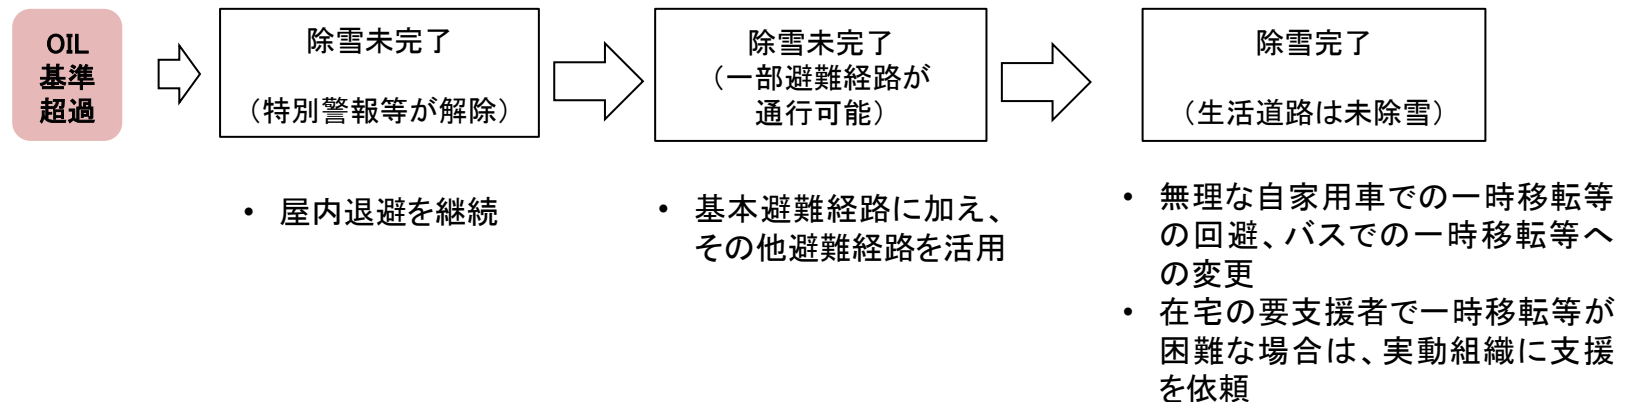 OIL
基準
超過
除雪未完了
（特別警報等が解除）
• 屋内退避を継続
除雪未完了
（一部避難経路が
通行可能）
• 基本避難経路に加え、
その他避難経路を活用
除雪完了
（生活道路は未除雪）
• 無理な自家用車での一時移転等
の回避、バスでの一時移転等へ
の変更
• 在宅の要支援者で一時移転等が
困難な場合は、実動組織に支援
を依頼